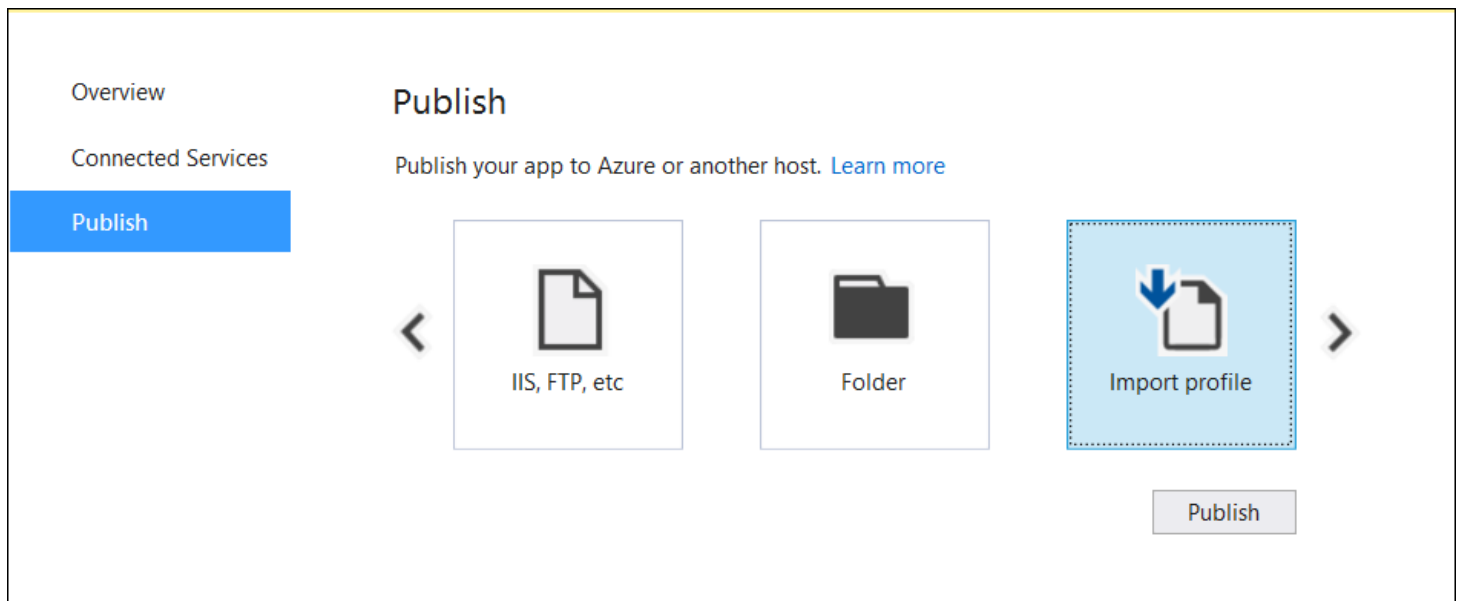 Overview
Connected Services
Publish
Publish
Publish your app to Azure or another host. Learn more
IIS, FTP, etc
Folder
Import profile
Publish